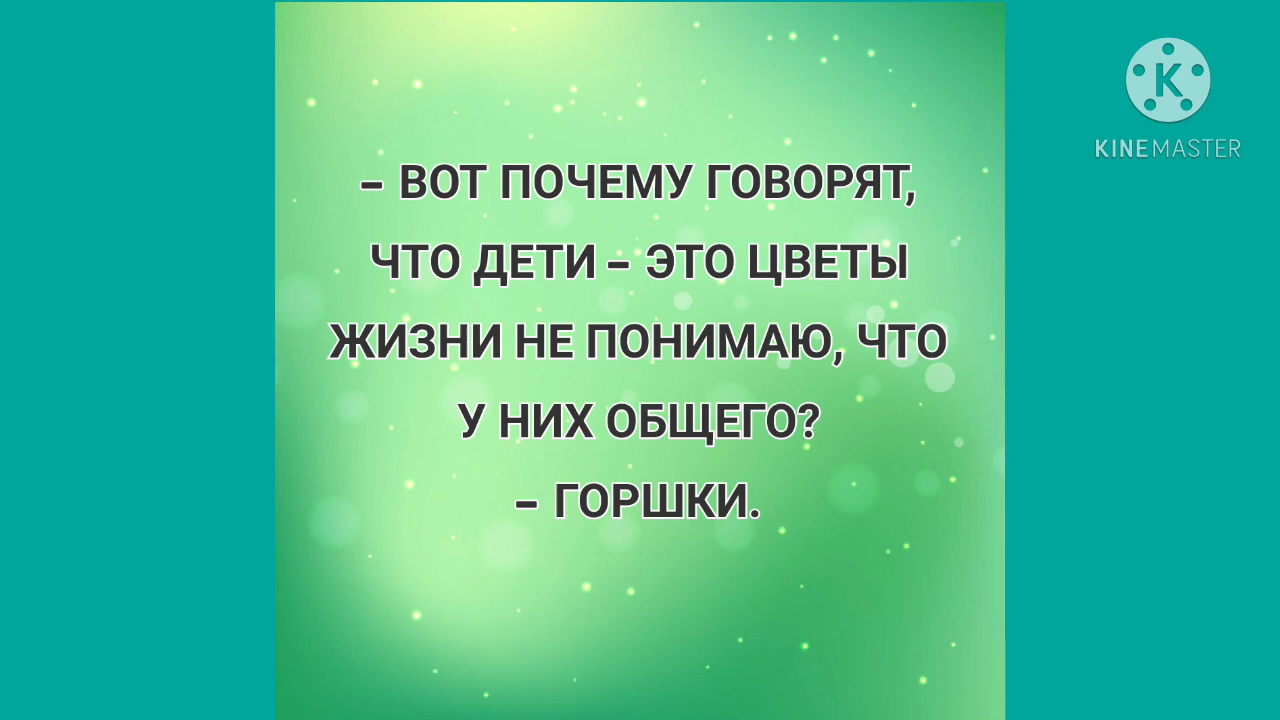 – ВОТ ПОЧЕМУ ГОВОРЯТ,
ЧТО ДЕТИ – ЭТО ЦВЕТЫ
ЖИЗНИ НЕ ПОНИМАЮ, ЧТО
У НИХ ОБЩЕГО?
– ГОРШКИ.
K
KINEMASTER